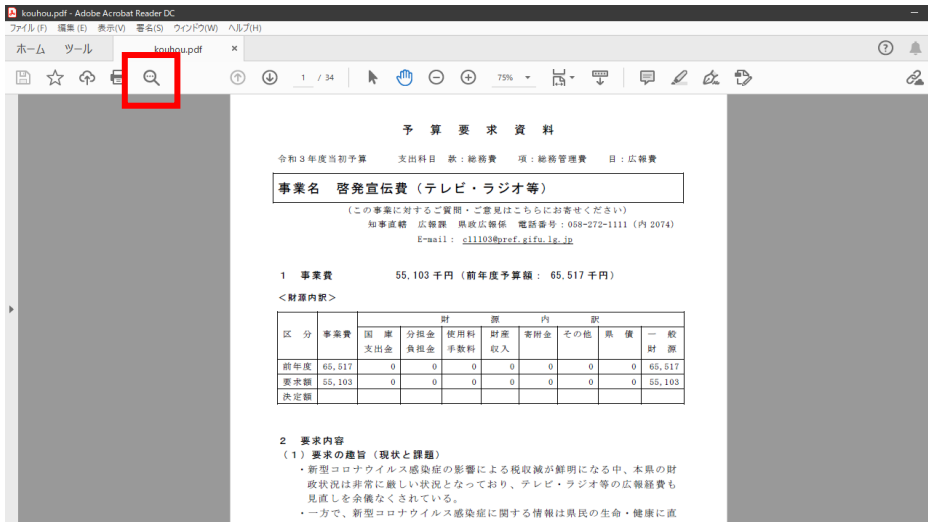 kouhou.pdf - Adobe Acrobat Reader DC
ファイル(F) 編集(E) 表示(V) 署名(S) ウィンドウ(W) ヘルプ(H)
ホーム ツール kouhou.pdf ×
1 / 34 75%
予 算 要 求 資 料
令和3年度当初予算 支出科目 款：総務費 項：総務管理費 目：広報費
事業名 啓発宣伝費（テレビ・ラジオ等）
（この事業に対するご質問・ご意見はこちらにお寄せください）
知事直轄 広報課 県政広報係 電話番号：058-272-1111（内2074）
E-mail： c11103@pref.gifu.lg.jp
1 事業費 55,103千円（前年度予算額： 65,517千円）
＜財源内訳＞
財 源 内 訳
区 分 事業費 国 庫 分担金 使用料 財産 寄附金 その他 県 債 一 般
支出金 負担金 手数料 収入 財 源
前年度 65,517 0 0 0 0 0 0 0 65,517
要求額 55,103 0 0 0 0 0 0 0 55,103
決定額
2 要求内容
（1）要求の趣旨（現状と課題）
・新型コロナウイルス感染症の影響による税収減が鮮明になる中、本県の財
政状況は非常に厳しい状況となっており、テレビ・ラジオ等の広報経費も
見直しを余儀なくされている。
・一方で、新型コロナウイルス感染症に関する情報は県民の生命・健康に直